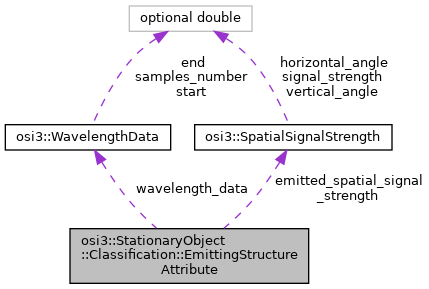 optional double
end
samples_number
start
horizontal_angle
signal_strength
vertical_angle
osi3::WavelengthData
osi3::SpatialSignalStrength
wavelength_data
emitted_spatial_signal
_strength
osi3::StationaryObject
::Classification::EmittingStructure
Attribute